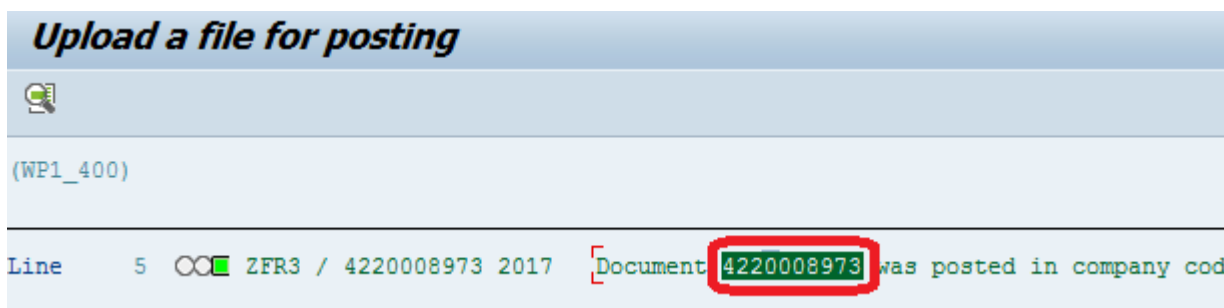 Upload a file for posting
(WP1_400)
Line 5 ZFR3 / 4220008973 2017 Document 4220008973 was posted in company cod